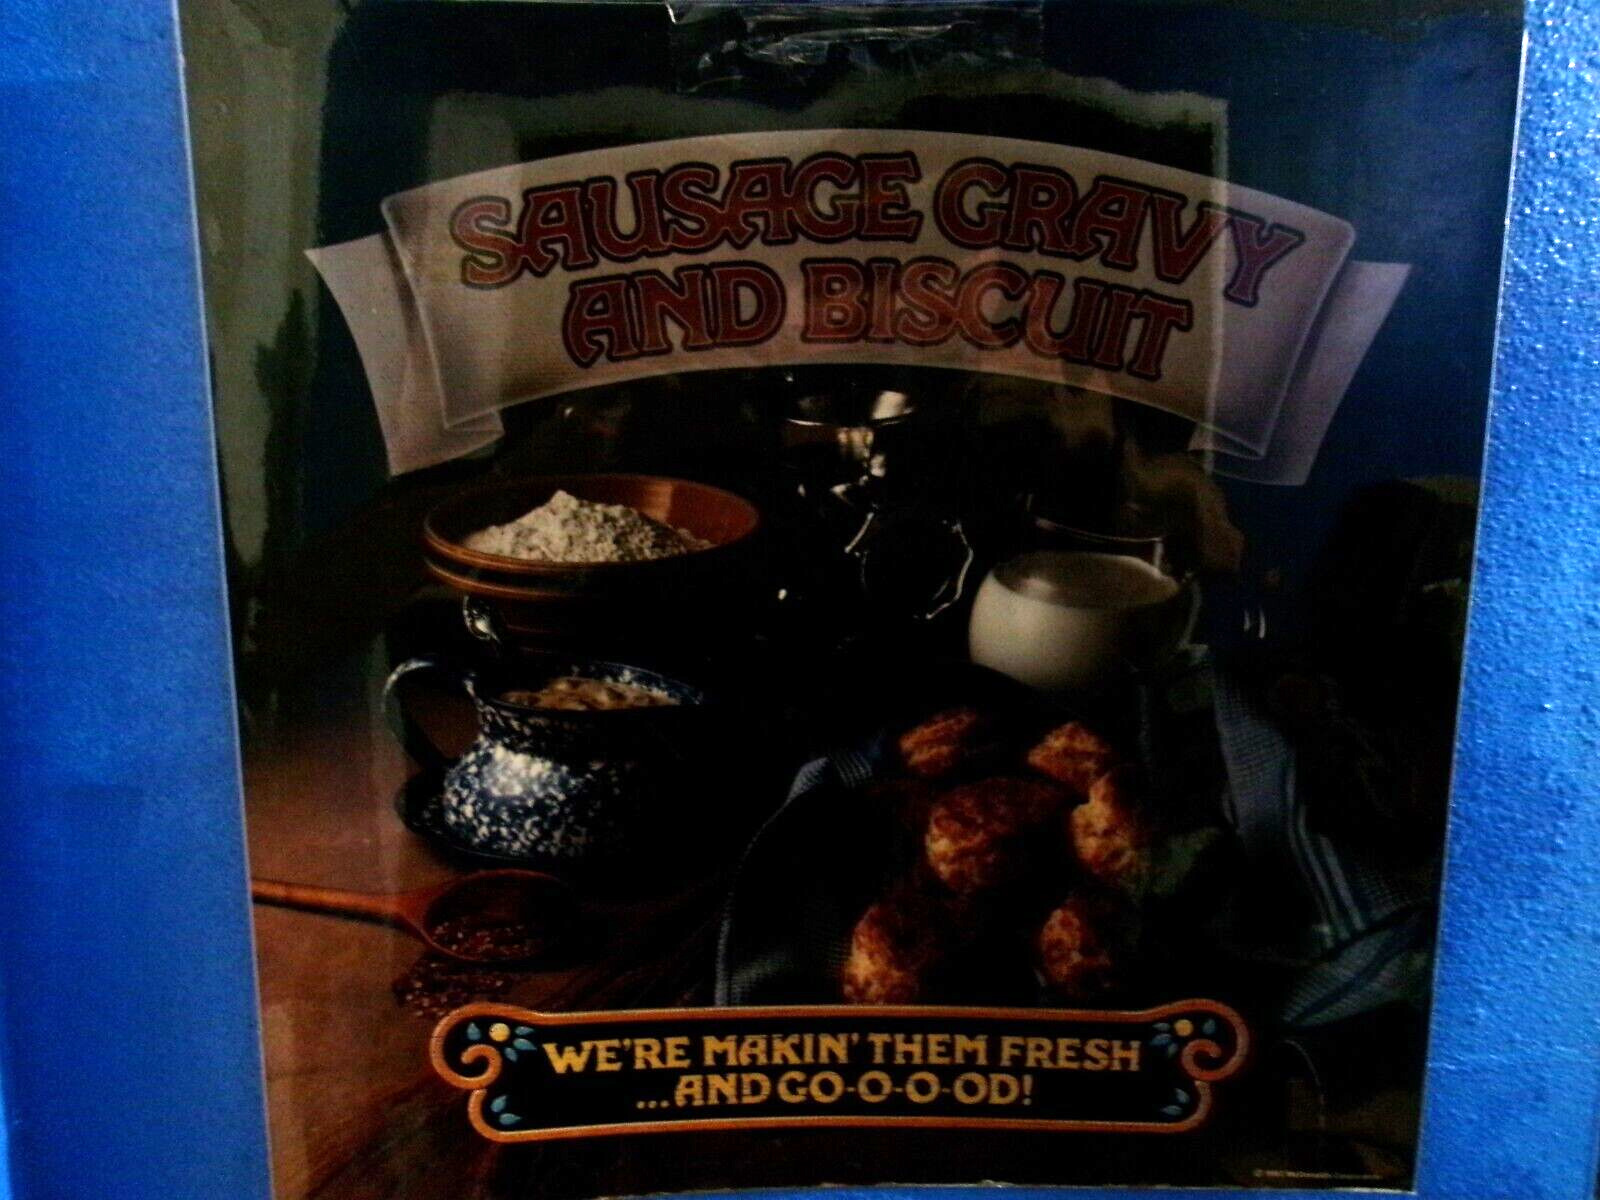 SAUSAGE GRAVY
AND BISCUIT
WE'RE MAKIN' THEM FRESH
...AND GO-O-O-OD!